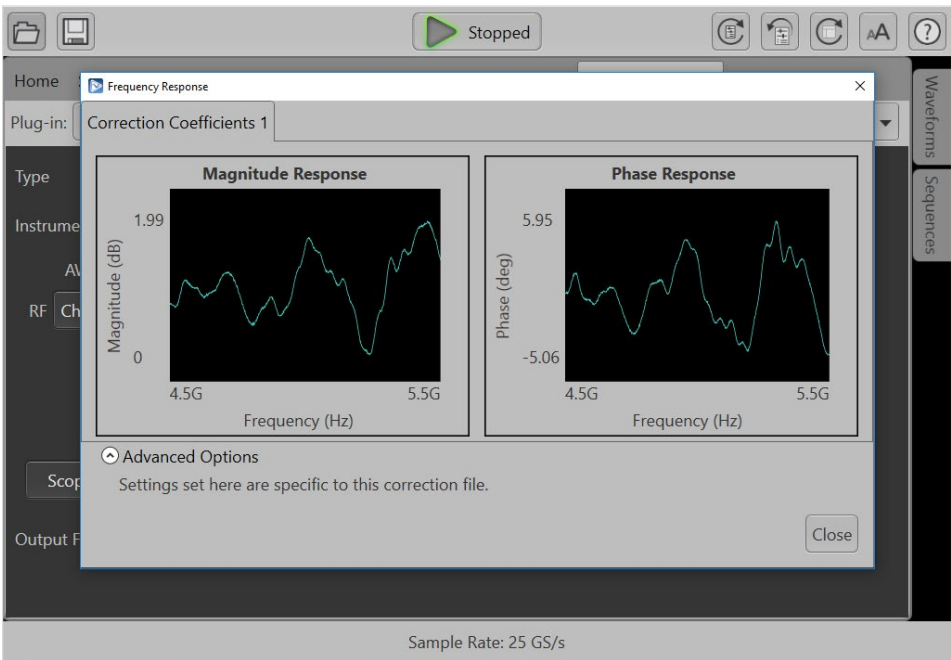 Stopped
AA
?
Home
Frequency Response
Plug-in:
Correction Coefficients 1
Waveforms
Sequences
Type
Instrume
AV
RF Ch
Scop
Output F
Magnitude Response
1.99
Magnitude (dB)
0
4.5G 5.5G
Frequency (Hz)
Phase Response
5.95
Phase (deg)
-5.06
4.5G 5.5G
Frequency (Hz)
Advanced Options
Settings set here are specific to this correction file.
Close
Sample Rate: 25 GS/s